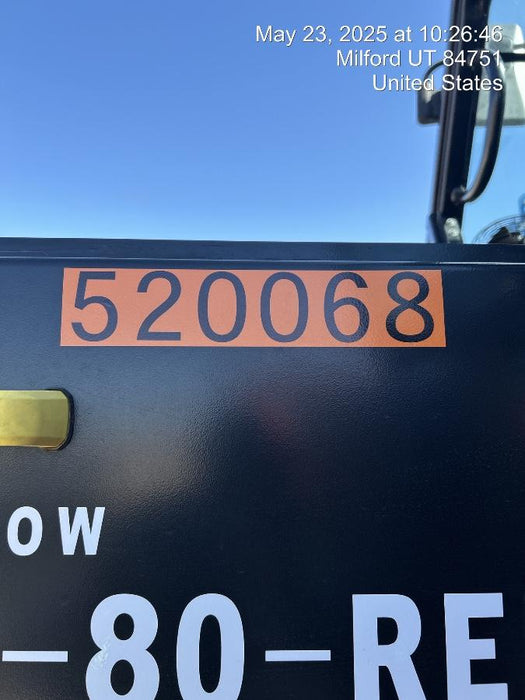 May 23, 2025 at 10:26:46
Milford UT 84751
United States
520068
OW
-80-RE